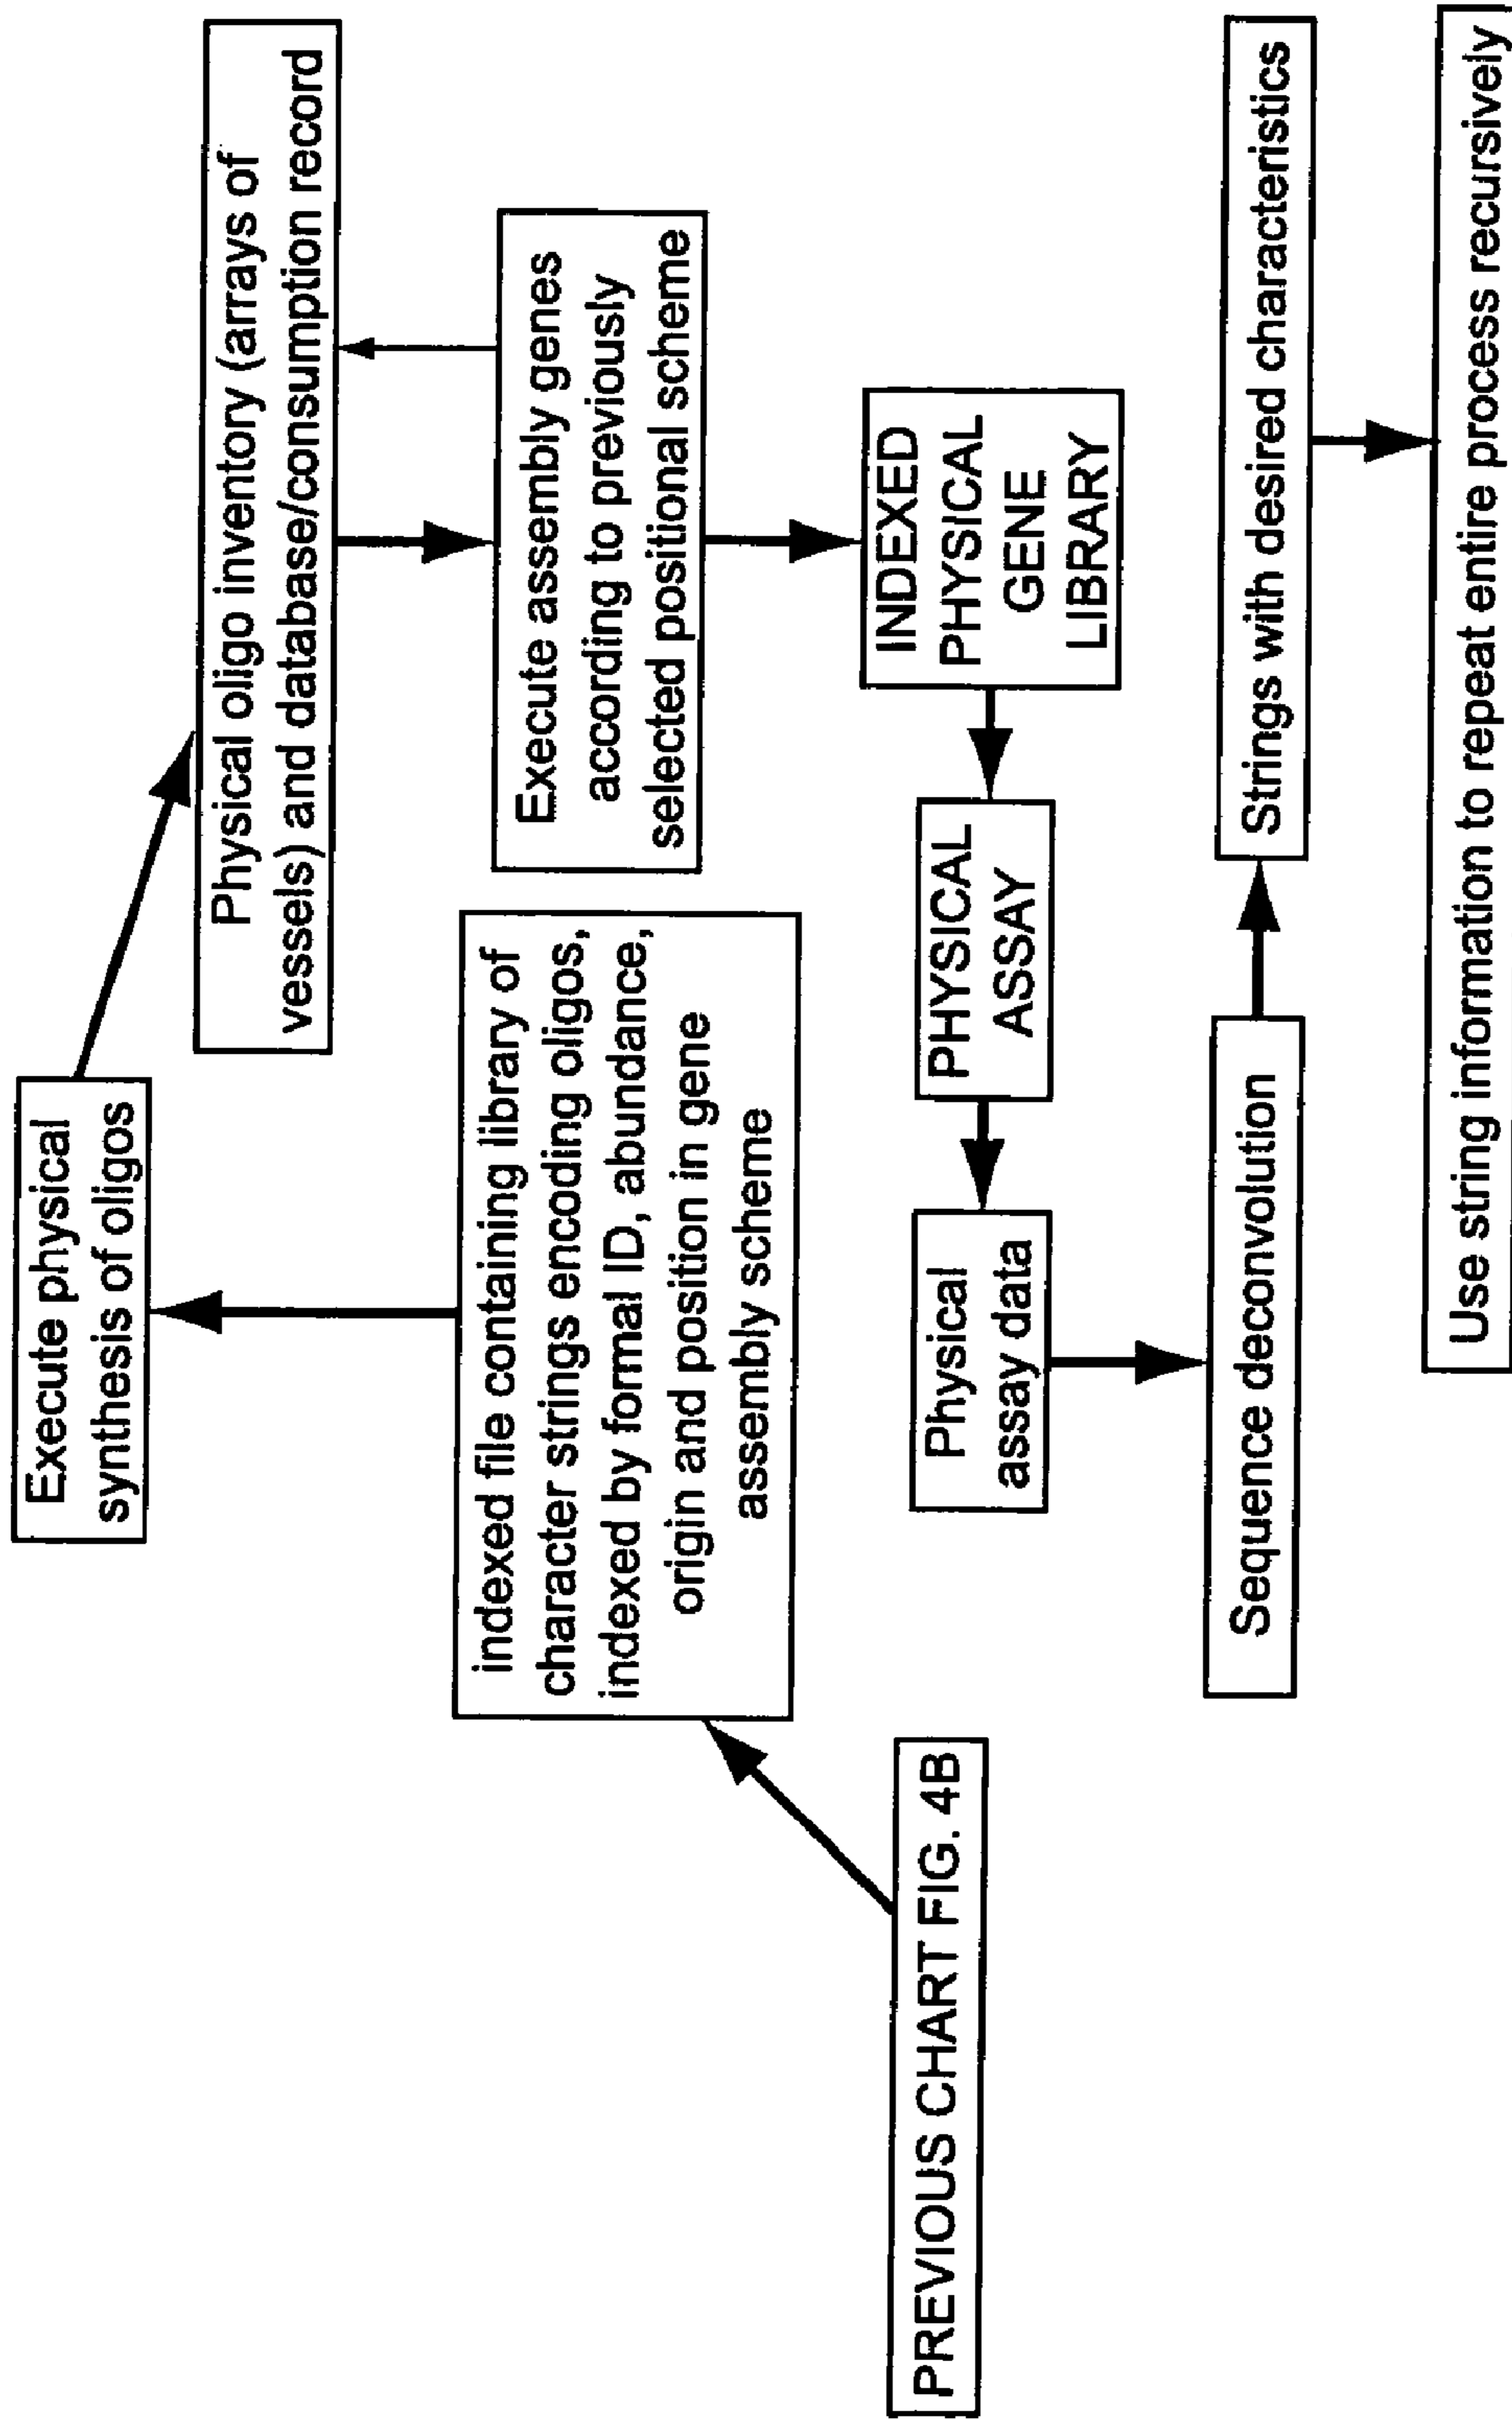 Execute physical
synthesis of oligos
Physical oligo inventory (arrays of
vessels) and database/consumption record
indexed file containing library of
character strings encoding oligos,
indexed by formal ID, abundance,
origin and position in gene
assembly scheme
Execute assembly genes
according to previously
selected positional scheme
PREVIOUS CHART FIG. 4B
INDEXED
PHYSICAL
GENE
LIBRARY
PHYSICAL
ASSAY
Physical
assay data
Sequence deconvolution
Strings with desired characteristics
Use string information to repeat entire process recursively